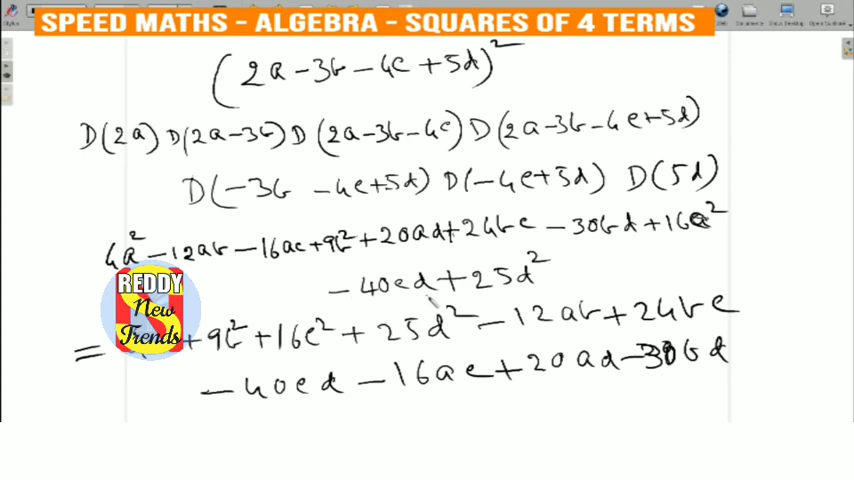 SPEED MATHS - ALGEBRA - SQUARES OF 4 TERMS
(2a-3b-4c+5d)²
D(2a) D(2a-3b) D(2a-3b-4c) D(2a-3b-4c+5d)
D(-3b -4c+5d) D(-4c+5d) D(5d)
4a²-12ab-16ac+9b²+20ad+24bc-30bd+16c²
-40cd+25d²
REDDY
New
Trends
= +9b²+16c²+25d²-12ab+24bc
-40cd-16ac+20ad-30bd